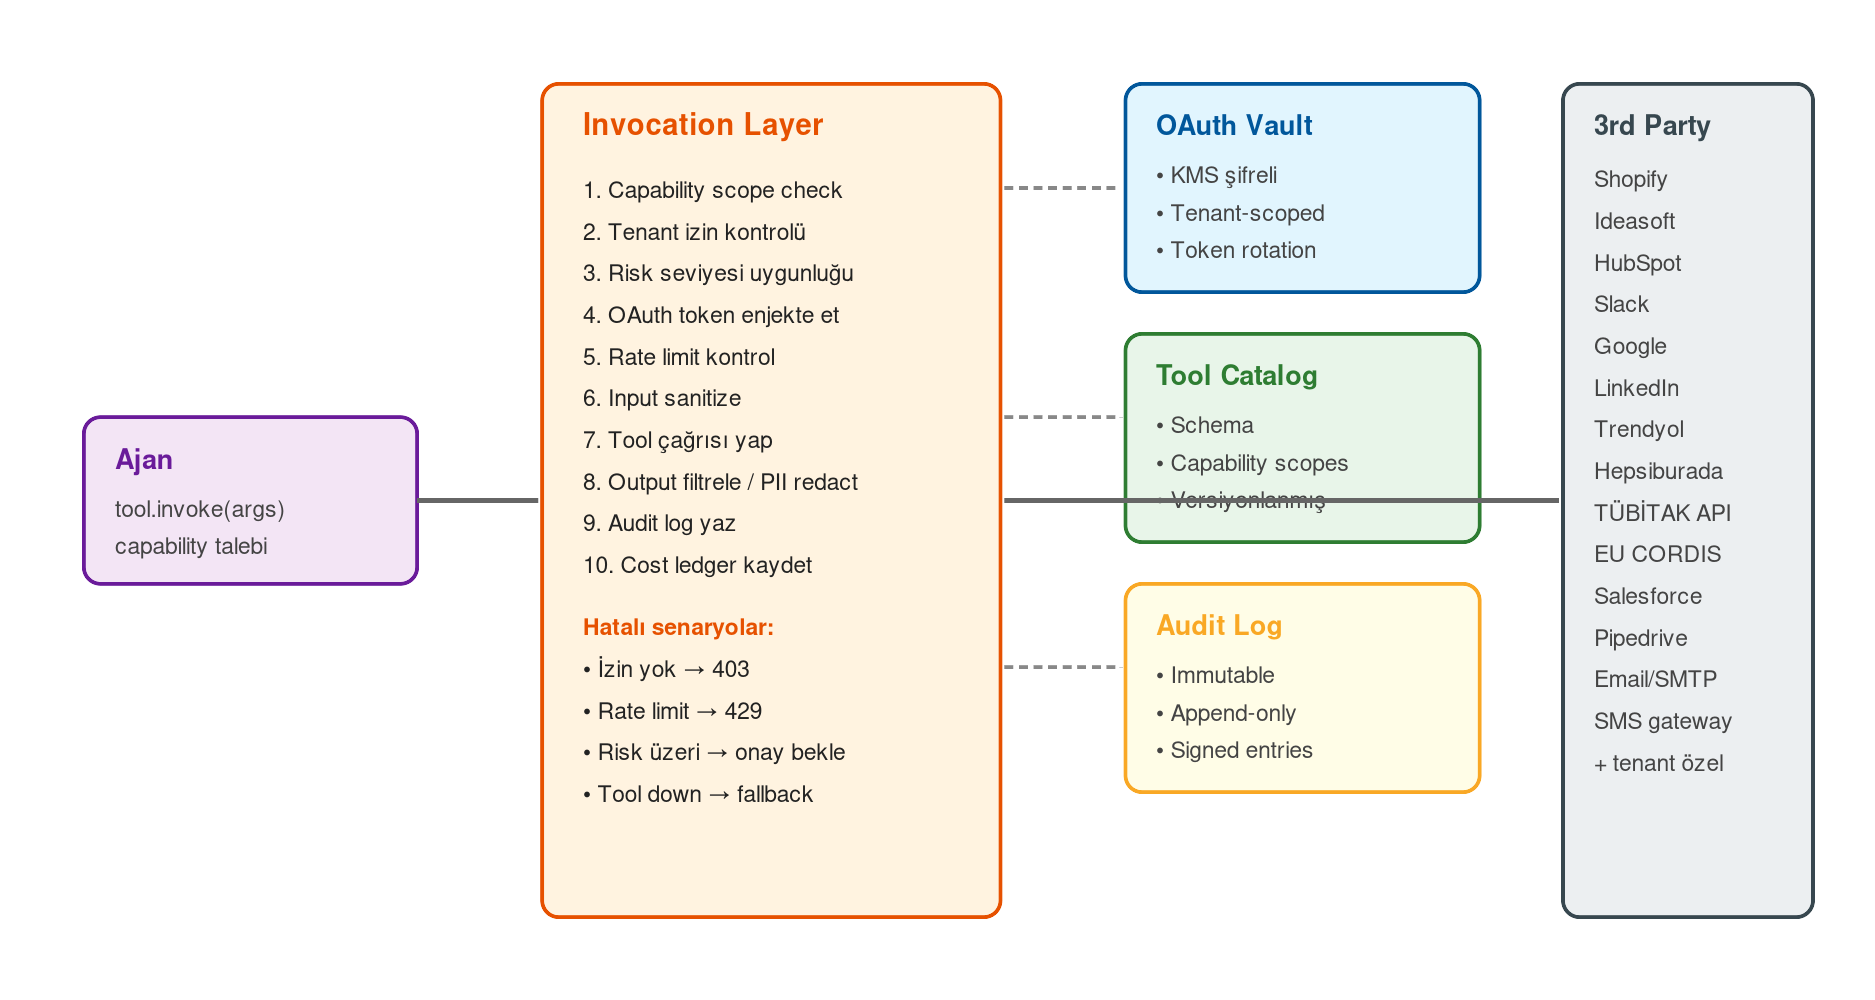 Ajan
tool.invoke(args)
capability talebi
Invocation Layer
1. Capability scope check
2. Tenant izin kontrolü
3. Risk seviyesi uygunluğu
4. OAuth token enjekte et
5. Rate limit kontrol
6. Input sanitize
7. Tool çağrısı yap
8. Output filtrele / PII redact
9. Audit log yaz
10. Cost ledger kaydet
Hatalı senaryolar:
• İzin yok → 403
• Rate limit → 429
• Risk üzeri → onay bekle
• Tool down → fallback
OAuth Vault
• KMS şifreli
• Tenant-scoped
• Token rotation
Tool Catalog
• Schema
• Capability scopes
• Versiyonlanmış
Audit Log
• Immutable
• Append-only
• Signed entries
3rd Party
Shopify
Ideasoft
HubSpot
Slack
Google
LinkedIn
Trendyol
Hepsiburada
TÜBİTAK API
EU CORDIS
Salesforce
Pipedrive
Email/SMTP
SMS gateway
+ tenant özel